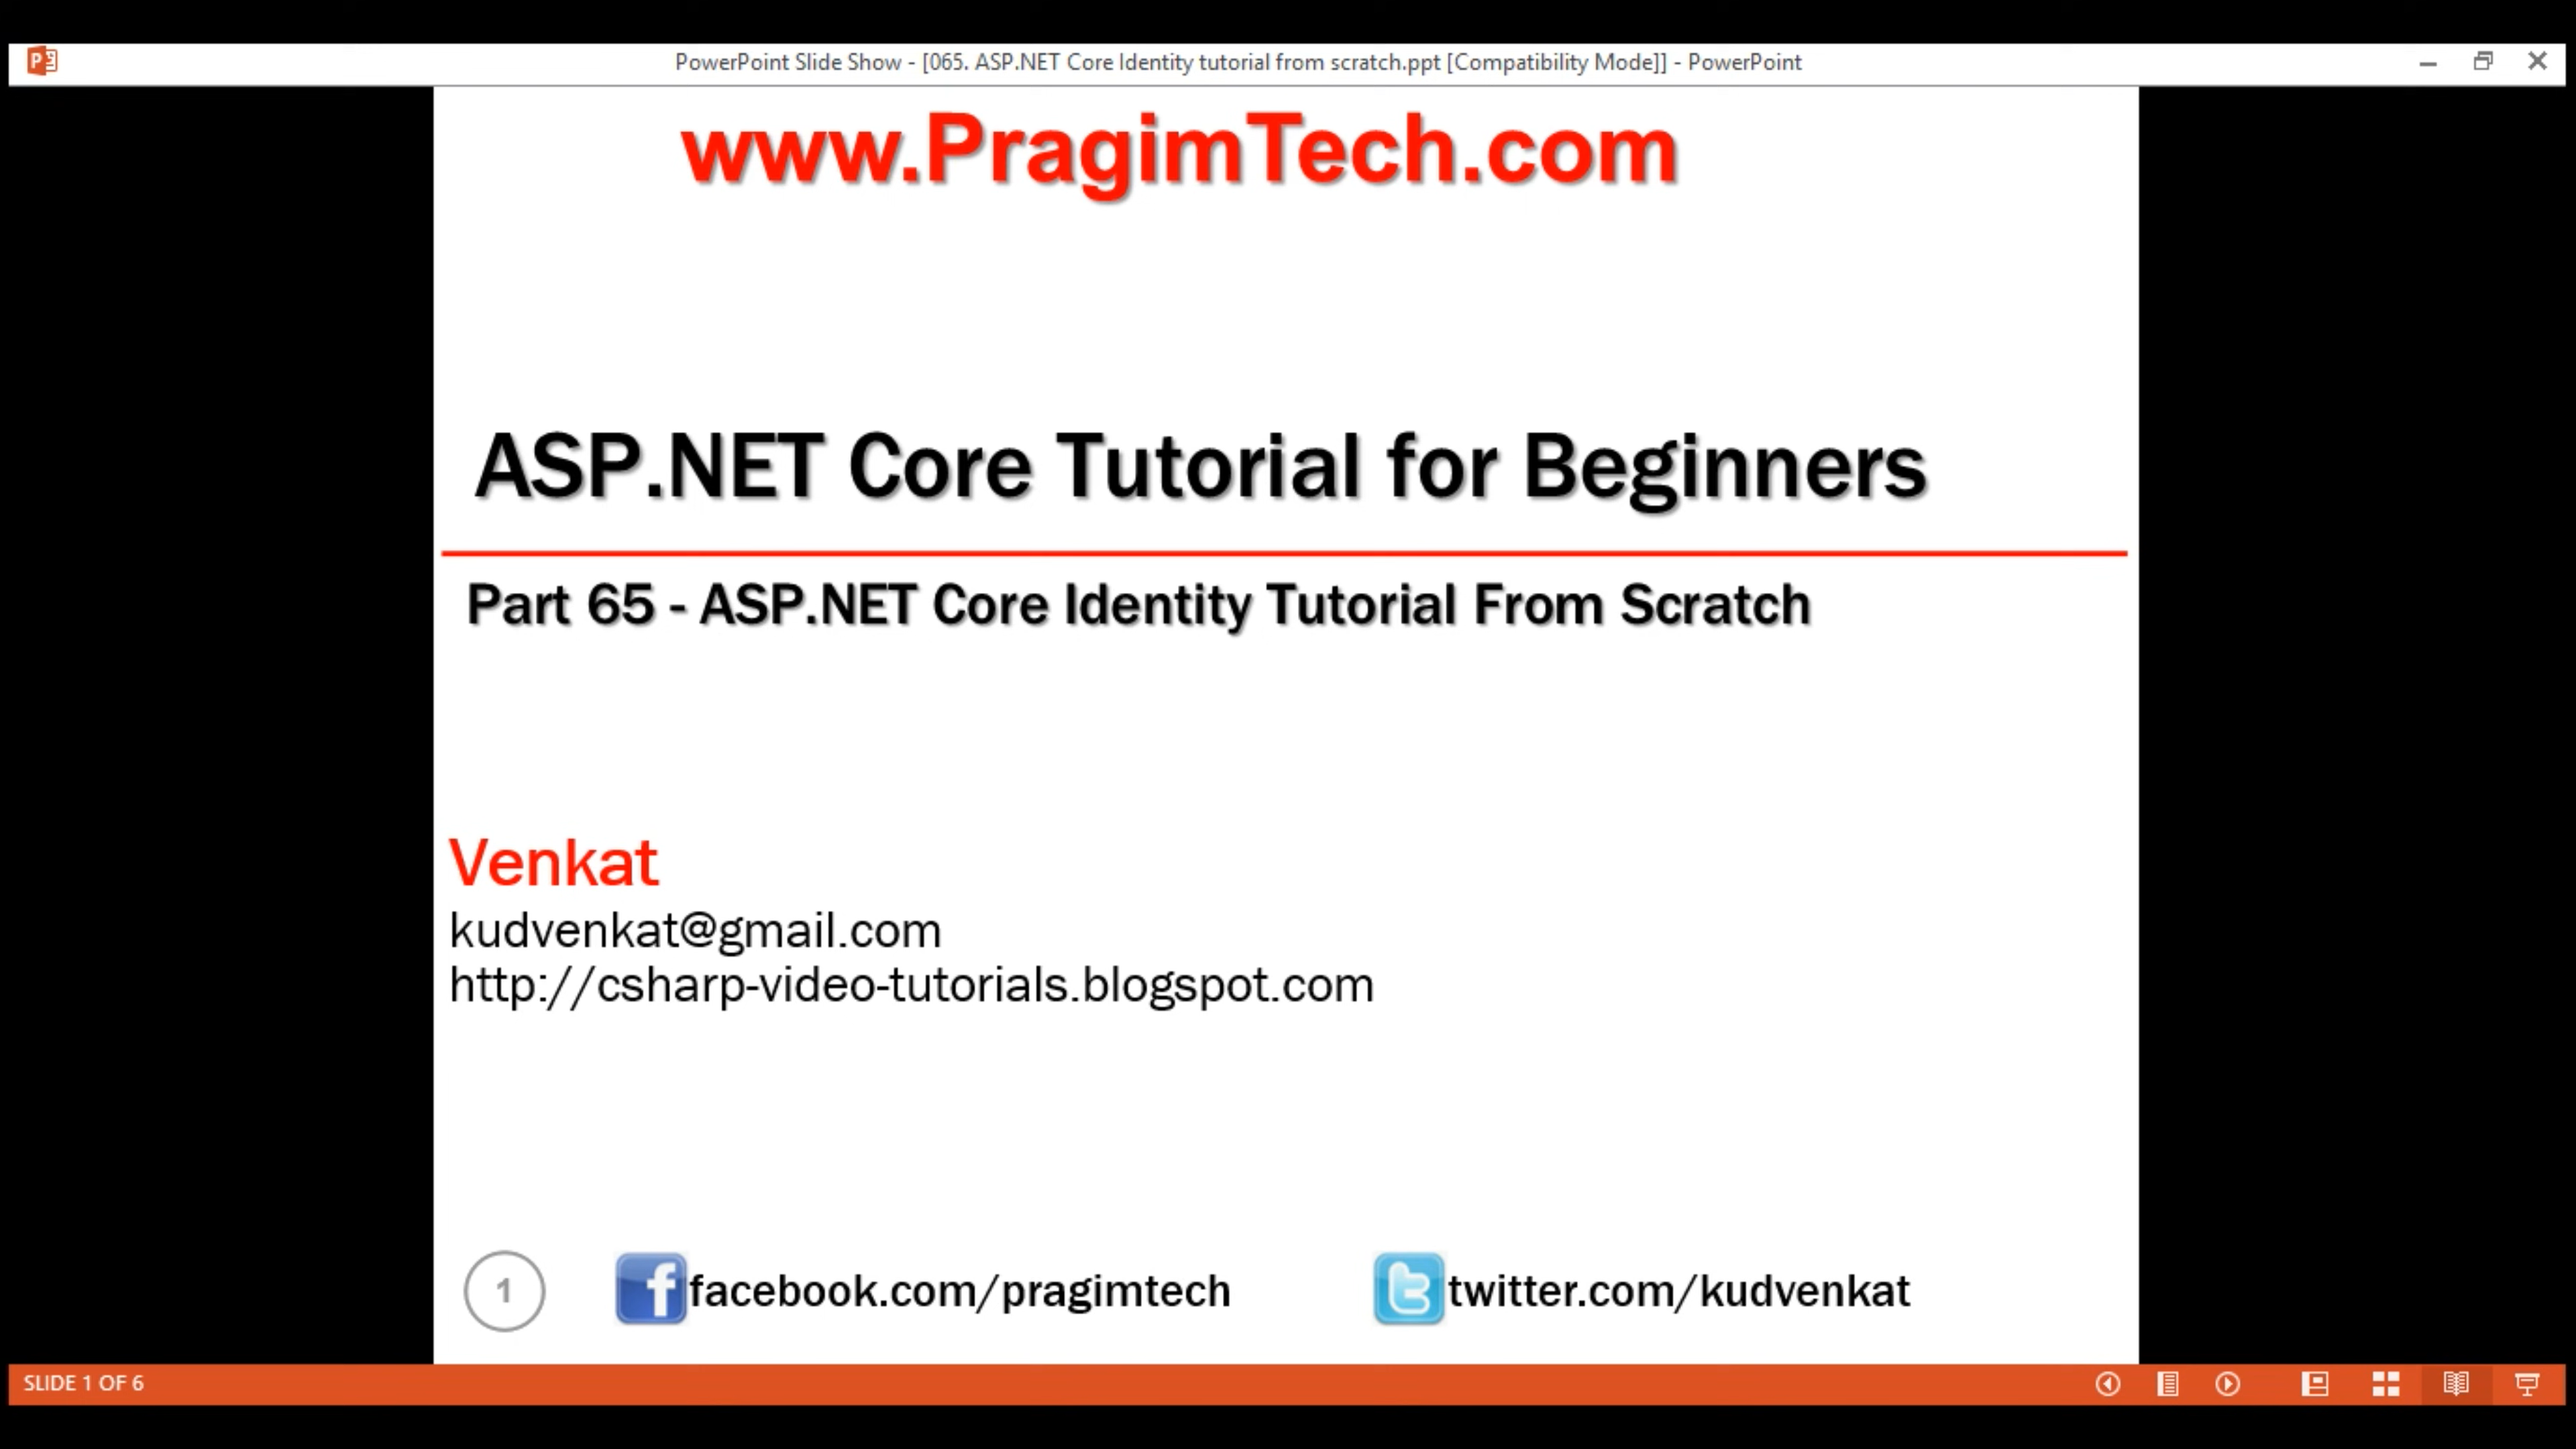 PowerPoint Slide Show - [065. ASP.NET Core Identity tutorial from scratch.ppt [Compatibility Mode]] - PowerPoint
www.PragimTech.com
ASP.NET Core Tutorial for Beginners
Part 65 - ASP.NET Core Identity Tutorial From Scratch
Venkat
kudvenkat@gmail.com
http://csharp-video-tutorials.blogspot.com
1 facebook.com/pragimtech twitter.com/kudvenkat
SLIDE 1 OF 6